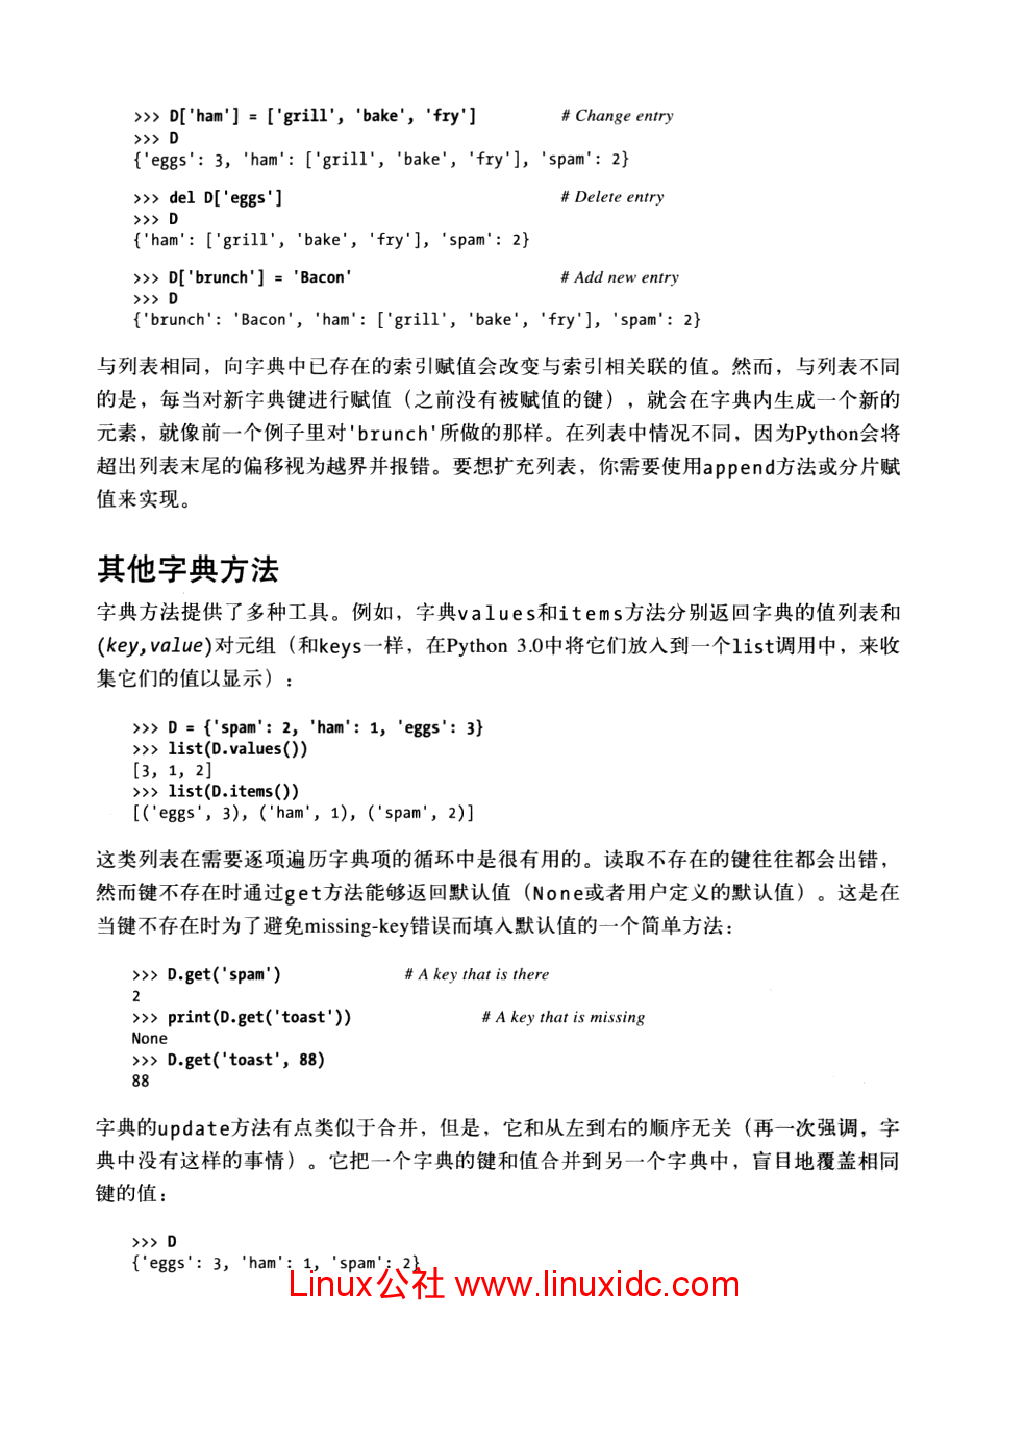 >>> D['ham'] = ['grill', 'bake', 'fry'] # Change entry
>>> D
{'eggs': 3, 'ham': ['grill', 'bake', 'fry'], 'spam': 2}
>>> del D['eggs'] # Delete entry
>>> D
{'ham': ['grill', 'bake', 'fry'], 'spam': 2}
>>> D['brunch'] = 'Bacon' # Add new entry
>>> D
{'brunch': 'Bacon', 'ham': ['grill', 'bake', 'fry'], 'spam': 2}
与列表相同，向字典中已存在的索引赋值会改变与索引相关联的值。然而，与列表不同
的是，每当对新字典键进行赋值（之前没有被赋值的键），就会在字典内生成一个新的
元素，就像前一个例子里对'brunch'所做的那样。在列表中情况不同，因为Python会将
超出列表末尾的偏移视为越界并报错。要想扩充列表，你需要使用append方法或分片赋
值来实现。
其他字典方法
字典方法提供了多种工具。例如，字典values和items方法分别返回字典的值列表和
(key,value)对元组（和keys一样，在Python 3.0中将它们放入到一个list调用中，来收
集它们的值以显示）：
>>> D = {'spam': 2, 'ham': 1, 'eggs': 3}
>>> list(D.values())
[3, 1, 2]
>>> list(D.items())
[('eggs', 3), ('ham', 1), ('spam', 2)]
这类列表在需要逐项遍历字典项的循环中是很有用的。读取不存在的键往往都会出错，
然而键不存在时通过get方法能够返回默认值（None或者用户定义的默认值）。这是在
当键不存在时为了避免missing-key错误而填入默认值的一个简单方法：
>>> D.get('spam') # A key that is there
2
>>> print(D.get('toast')) # A key that is missing
None
>>> D.get('toast', 88)
88
字典的update方法有点类似于合并，但是，它和从左到右的顺序无关（再一次强调，字
典中没有这样的事情）。它把一个字典的键和值合并到另一个字典中，盲目地覆盖相同
键的值：
>>> D
{'eggs': 3, 'ham': 1, 'spam': 2}
Linux公社 www.linuxidc.com